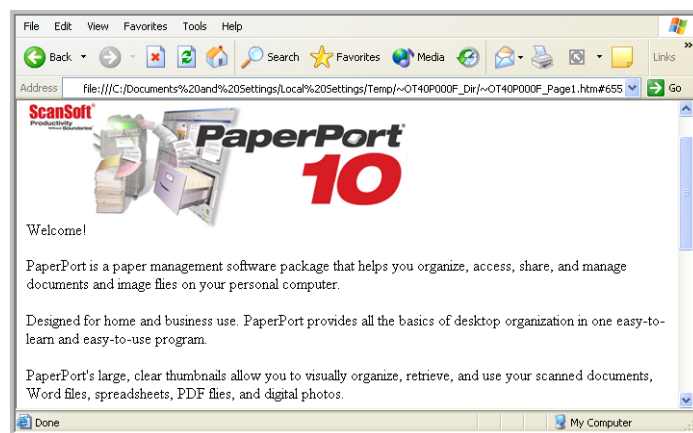 File Edit View Favorites Tools Help
Back Search Favorites Media Links »
Address file:///C:/Documents%20and%20Settings/Local%20Settings/Temp/~OT40P000F_Dir/~OT40P000F_Page1.htm#655 Go
ScanSoft®
Productivity
Without Boundaries™
PaperPort®
10
Welcome!
PaperPort is a paper management software package that helps you organize, access, share, and manage
documents and image flies on your personal computer.
Designed for home and business use. PaperPort provides all the basics of desktop organization in one easy-to-
learn and easy-to-use program.
PaperPort's large, clear thumbnails allow you to visually organize, retrieve, and use your scanned documents,
Word files, spreadsheets, PDF flies, and digital photos.
Done My Computer